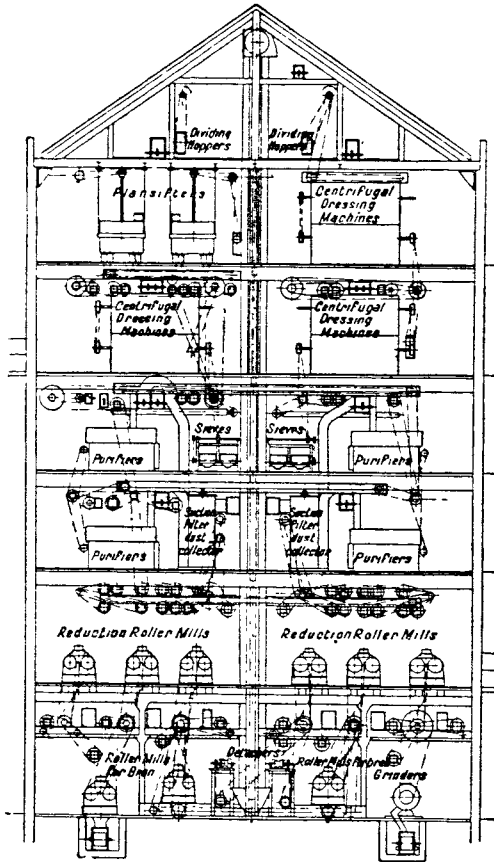 Dividing
Hoppers
Dividing
Hoppers
Plansifters
Centrifugal
Dressing
Machines
Centrifugal
Dressing
Machines
Centrifugal
Dressing
Machines
Sieves
Sieves
Purifiers
Purifiers
Suction
Filter
dust
collector
Suction
Filter
dust
collector
Purifiers
Purifiers
Reduction Roller Mills
Reduction Roller Mills
Roller Mills
for Bran
Roller Mills for bran
Grinders